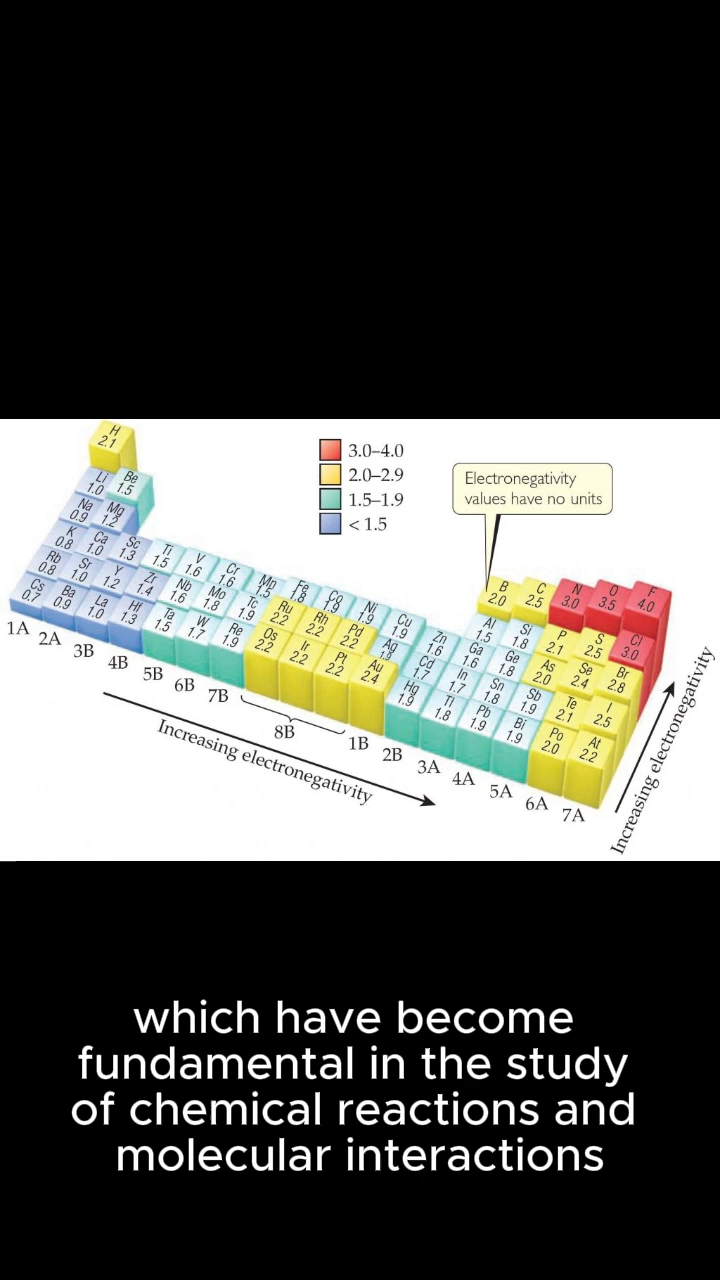 H
2.1
3.0–4.0
2.0–2.9
1.5–1.9
< 1.5
Electronegativity
values have no units
Li
1.0
Be
1.5
Na
0.9
Mg
1.2
K
0.8
Ca
1.0
Sc
1.3
Ti
1.5
V
1.6
Cr
1.6
Mn
1.5
Fe
1.8
Co
1.9
Ni
1.9
Cu
1.9
Zn
1.6
Ga
1.6
Ge
1.8
As
2.0
Se
2.4
Br
2.8
Rb
0.8
Sr
1.0
Y
1.2
Zr
1.4
Nb
1.6
Mo
1.8
Tc
1.9
Ru
2.2
Rh
2.2
Pd
2.2
Ag
1.9
Cd
1.7
In
1.7
Sn
1.8
Sb
1.9
Te
2.1
I
2.5
Cs
0.7
Ba
0.9
La
1.0
Hf
1.3
Ta
1.5
W
1.7
Re
1.9
Os
2.2
Ir
2.2
Pt
2.2
Au
2.4
Hg
1.9
Tl
1.8
Pb
1.9
Bi
1.9
Po
2.0
At
2.2
B
2.0
C
2.5
N
3.0
O
3.5
F
4.0
Al
1.5
Si
1.8
P
2.1
S
2.5
Cl
3.0
1A
2A
3B
4B
5B
6B
7B
8B
1B
2B
3A
4A
5A
6A
7A
Increasing electronegativity
Increasing electronegativity
which have become
fundamental in the study
of chemical reactions and
molecular interactions